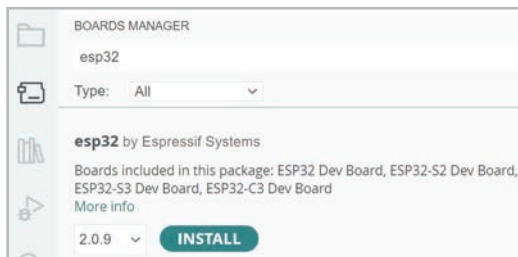 BOARDS MANAGER
esp32
Type: All
esp32 by Espressif Systems
Boards included in this package: ESP32 Dev Board, ESP32-S2 Dev Board,
ESP32-S3 Dev Board, ESP32-C3 Dev Board
More info
2.0.9 INSTALL